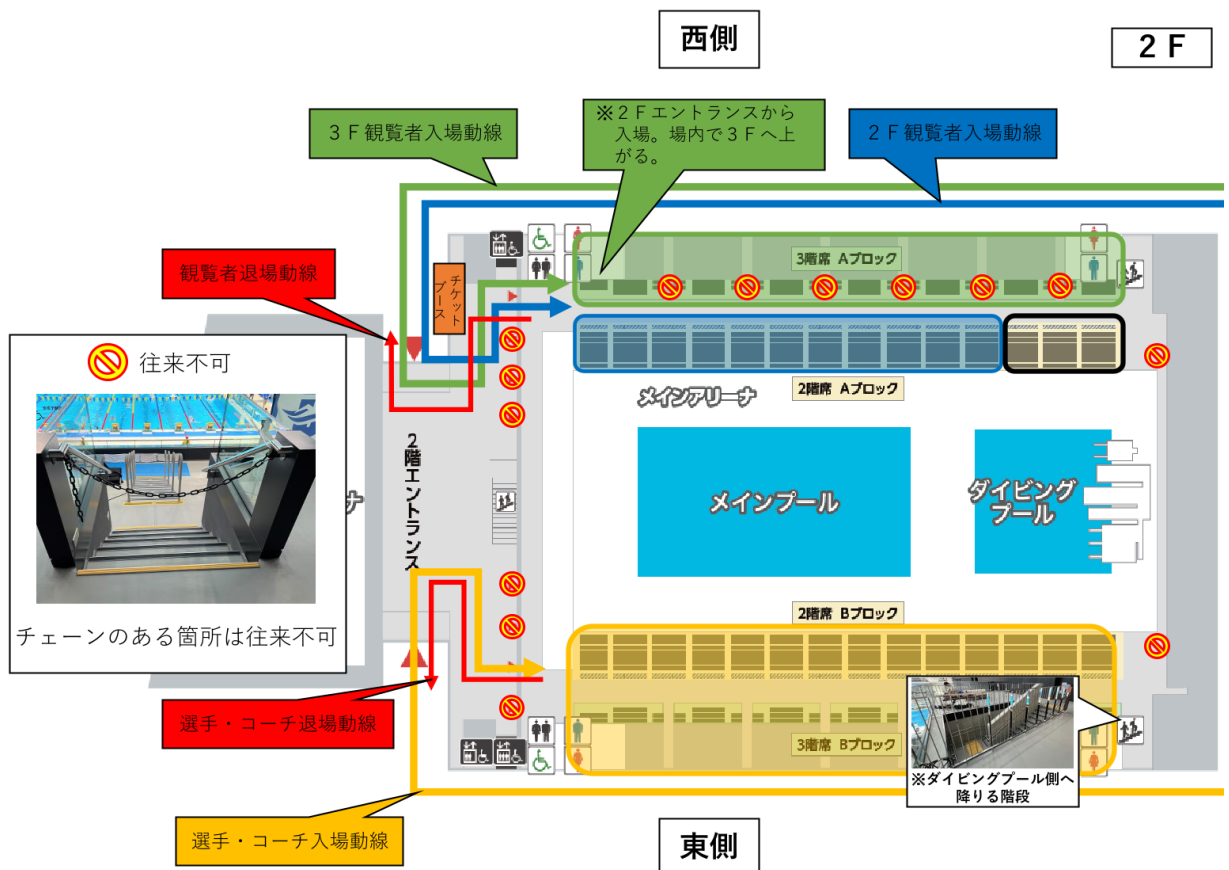 西側
２Ｆ
３Ｆ観覧者入場動線
※２Ｆエントランスから
入場。場内で３Ｆへ上
がる。
２Ｆ観覧者入場動線
観覧者退場動線
チケット
ブース
3階席 Aブロック
往来不可
2階席 Aブロック
メインアリーナ
チェーンのある箇所は往来不可
ナ
２階エントランス
メインプール
ダイビング
プール
2階席 Bブロック
選手・コーチ退場動線
3階席 Bブロック
※ダイビングプール側へ
降りる階段
選手・コーチ入場動線
東側